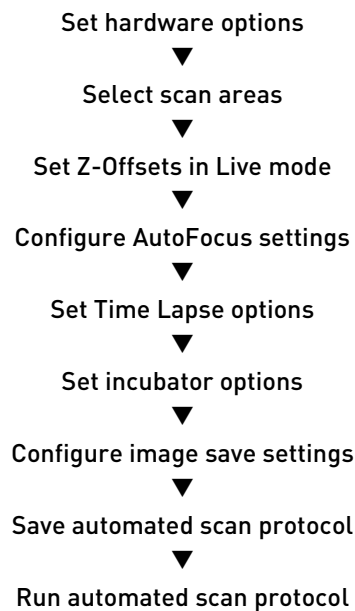 Set hardware options
Select scan areas
Set Z-Offsets in Live mode
Configure AutoFocus settings
Set Time Lapse options
Set incubator options
Configure image save settings
Save automated scan protocol
Run automated scan protocol